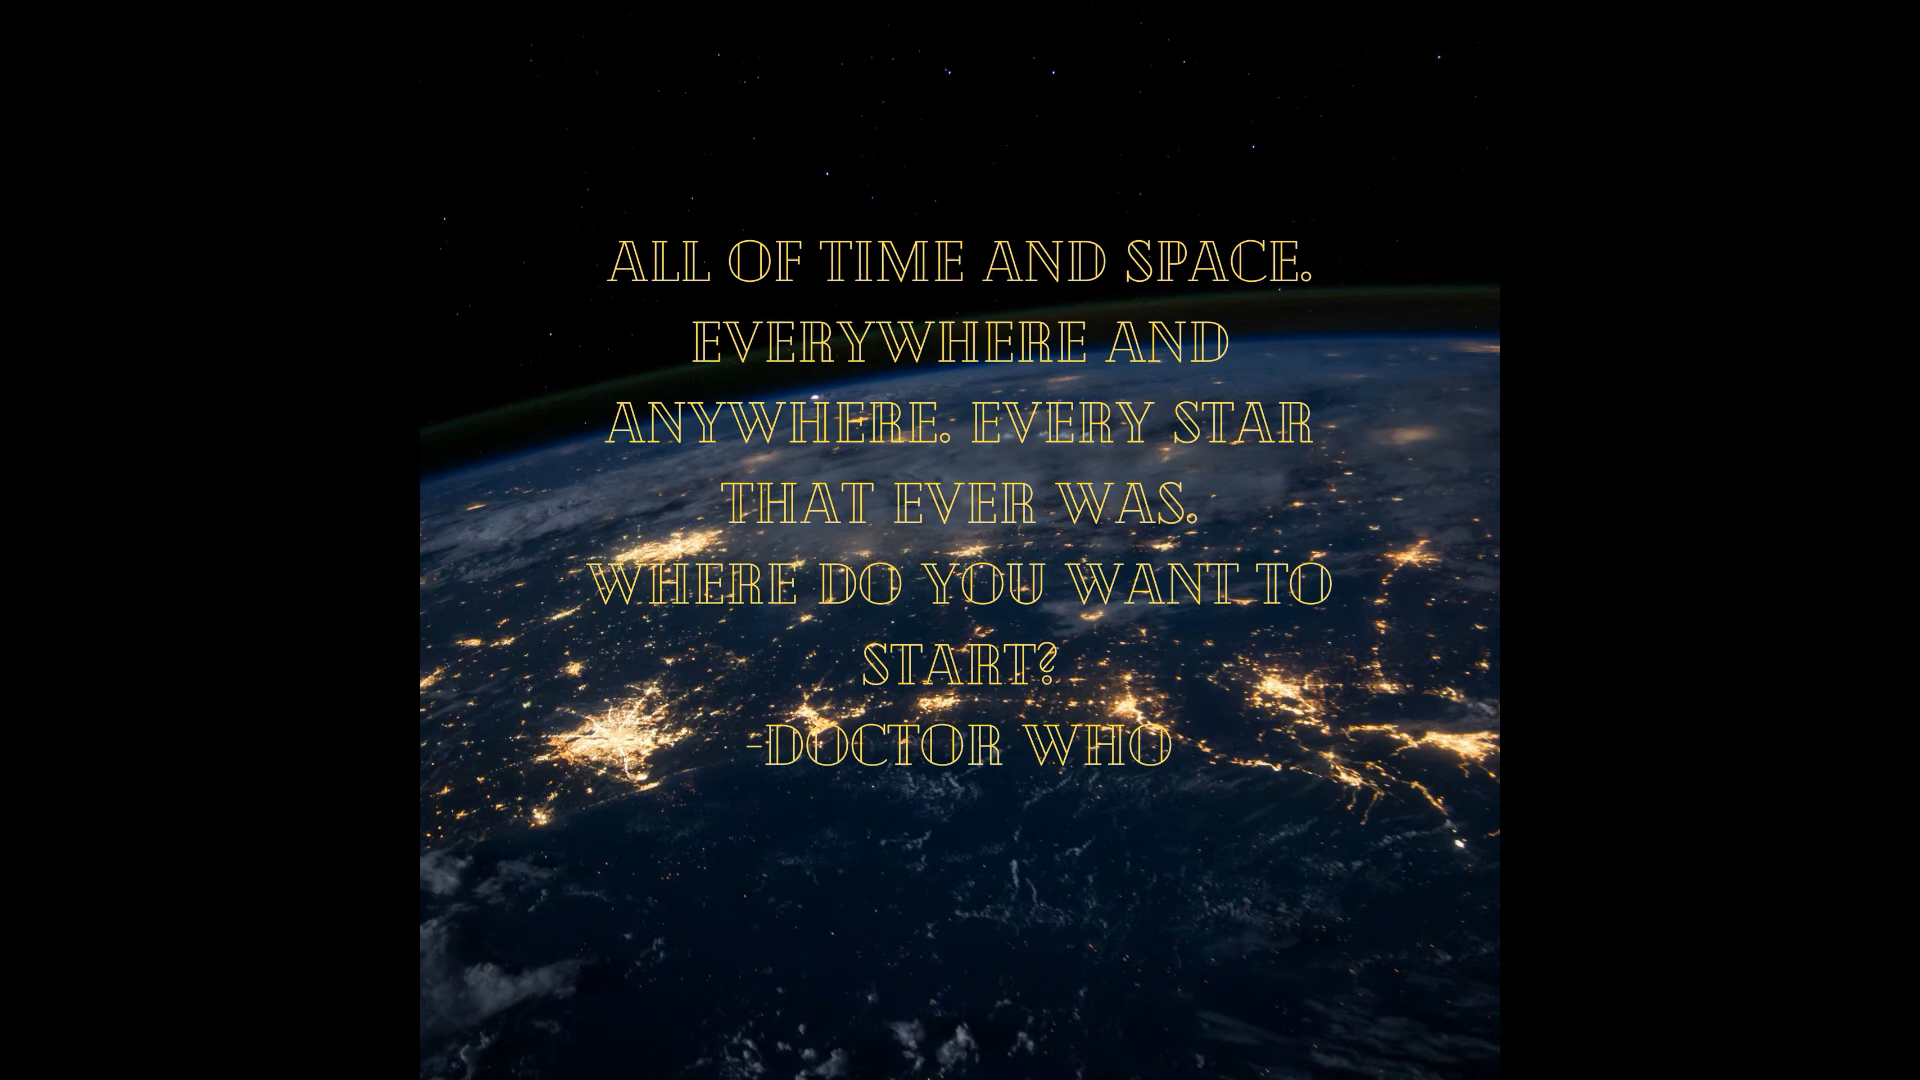 ALL OF TIME AND SPACE.
EVERYWHERE AND
ANYWHERE. EVERY STAR
THAT EVER WAS.
WHERE DO YOU WANT TO
START?
-DOCTOR WHO